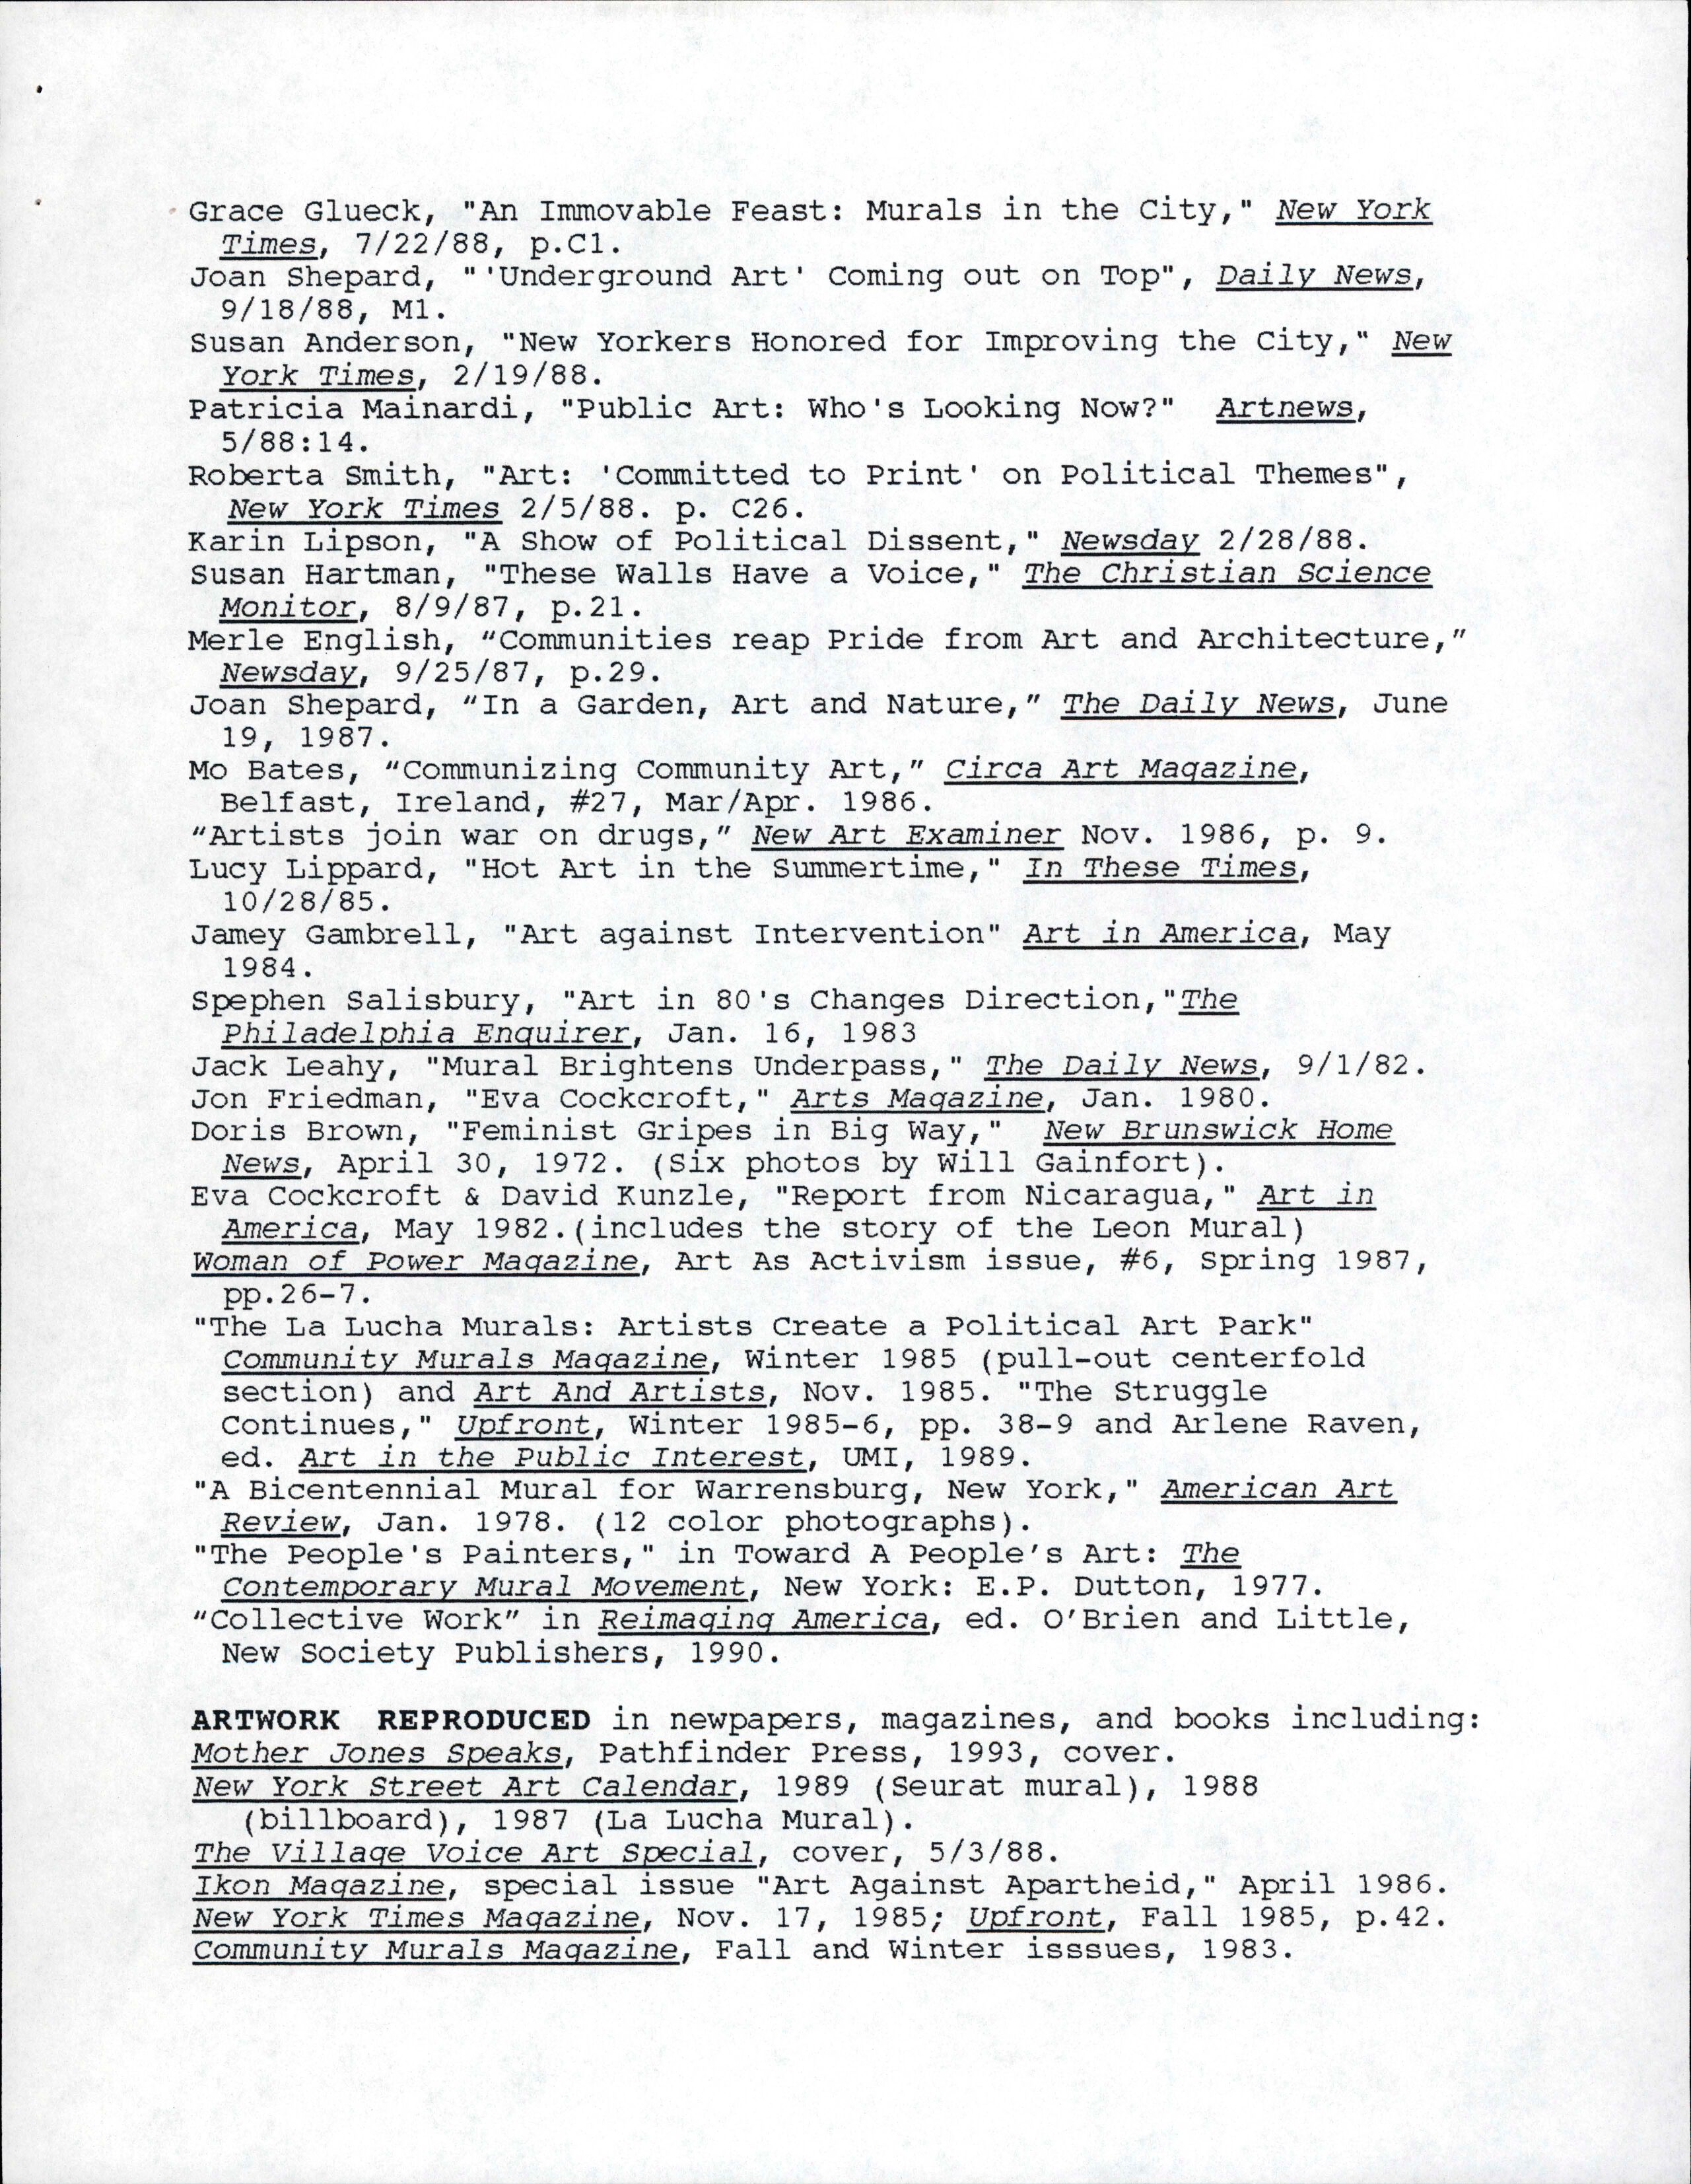 Grace Glueck, "An Immovable Feast: Murals in the City," New York
Times, 7/22/88, p.C1.
Joan Shepard, "'Underground Art' Coming out on Top", Daily News,
9/18/88, M1.
Susan Anderson, "New Yorkers Honored for Improving the City," New
York Times, 2/19/88.
Patricia Mainardi, "Public Art: Who's Looking Now?" Artnews,
5/88:14.
Roberta Smith, "Art: 'Committed to Print' on Political Themes",
New York Times 2/5/88. p. C26.
Karin Lipson, "A Show of Political Dissent," Newsday 2/28/88.
Susan Hartman, "These Walls Have a Voice," The Christian Science
Monitor, 8/9/87, p.21.
Merle English, “Communities reap Pride from Art and Architecture,”
Newsday, 9/25/87, p.29.
Joan Shepard, “In a Garden, Art and Nature,” The Daily News, June
19, 1987.
Mo Bates, “Communizing Community Art,” Circa Art Magazine,
Belfast, Ireland, #27, Mar/Apr. 1986.
“Artists join war on drugs,” New Art Examiner Nov. 1986, p. 9.
Lucy Lippard, "Hot Art in the Summertime," In These Times,
10/28/85.
Jamey Gambrell, "Art against Intervention" Art in America, May
1984.
Spephen Salisbury, "Art in 80's Changes Direction,"The
Philadelphia Enquirer, Jan. 16, 1983
Jack Leahy, "Mural Brightens Underpass," The Daily News, 9/1/82.
Jon Friedman, "Eva Cockcroft," Arts Magazine, Jan. 1980.
Doris Brown, "Feminist Gripes in Big Way," New Brunswick Home
News, April 30, 1972. (Six photos by Will Gainfort).
Eva Cockcroft & David Kunzle, "Report from Nicaragua," Art in
America, May 1982.(includes the story of the Leon Mural)
Woman of Power Magazine, Art As Activism issue, #6, Spring 1987,
pp.26-7.
"The La Lucha Murals: Artists Create a Political Art Park"
Community Murals Magazine, Winter 1985 (pull-out centerfold
section) and Art And Artists, Nov. 1985. "The Struggle
Continues," Upfront, Winter 1985-6, pp. 38-9 and Arlene Raven,
ed. Art in the Public Interest, UMI, 1989.
"A Bicentennial Mural for Warrensburg, New York," American Art
Review, Jan. 1978. (12 color photographs).
"The People's Painters," in Toward A People’s Art: The
Contemporary Mural Movement, New York: E.P. Dutton, 1977.
“Collective Work” in Reimaging America, ed. O’Brien and Little,
New Society Publishers, 1990.
ARTWORK REPRODUCED in newpapers, magazines, and books including:
Mother Jones Speaks, Pathfinder Press, 1993, cover.
New York Street Art Calendar, 1989 (Seurat mural), 1988
(billboard), 1987 (La Lucha Mural).
The Village Voice Art Special, cover, 5/3/88.
Ikon Magazine, special issue "Art Against Apartheid," April 1986.
New York Times Magazine, Nov. 17, 1985; Upfront, Fall 1985, p.42.
Community Murals Magazine, Fall and Winter isssues, 1983.